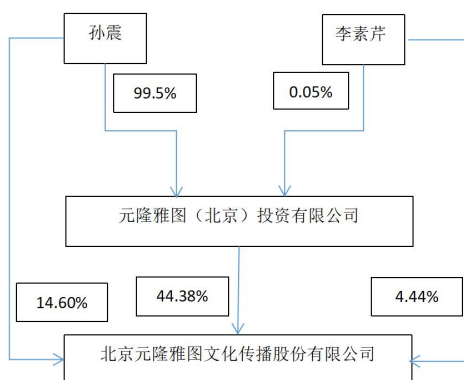 孙震
李素芹
99.5%
0.05%
元隆雅图（北京）投资有限公司
14.60%
44.38%
4.44%
北京元隆雅图文化传播股份有限公司